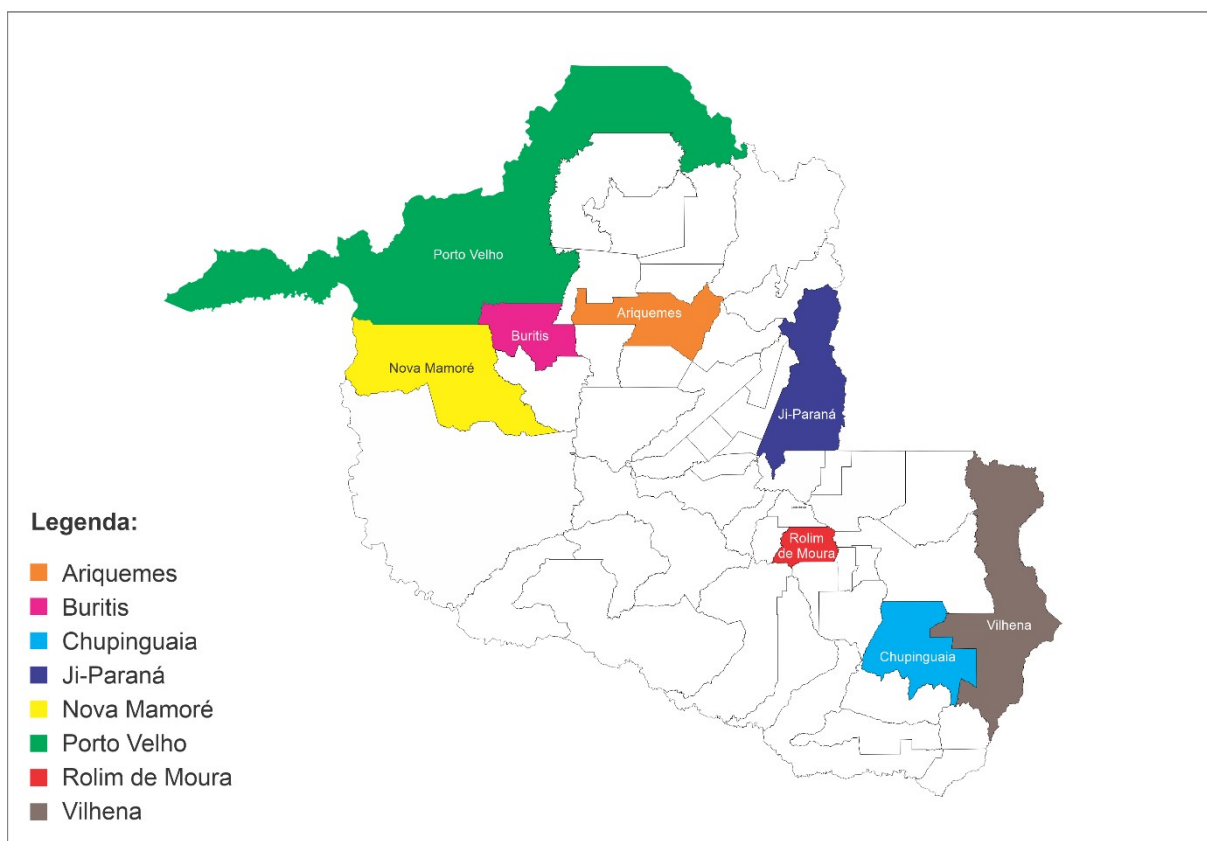 Porto Velho
Ariquemes
Buritis
Nova Mamoré
Ji-Paraná
Rolim
de Moura
Vilhena
Chupinguaia
Legenda:
Ariquemes
Buritis
Chupinguaia
Ji-Paraná
Nova Mamoré
Porto Velho
Rolim de Moura
Vilhena